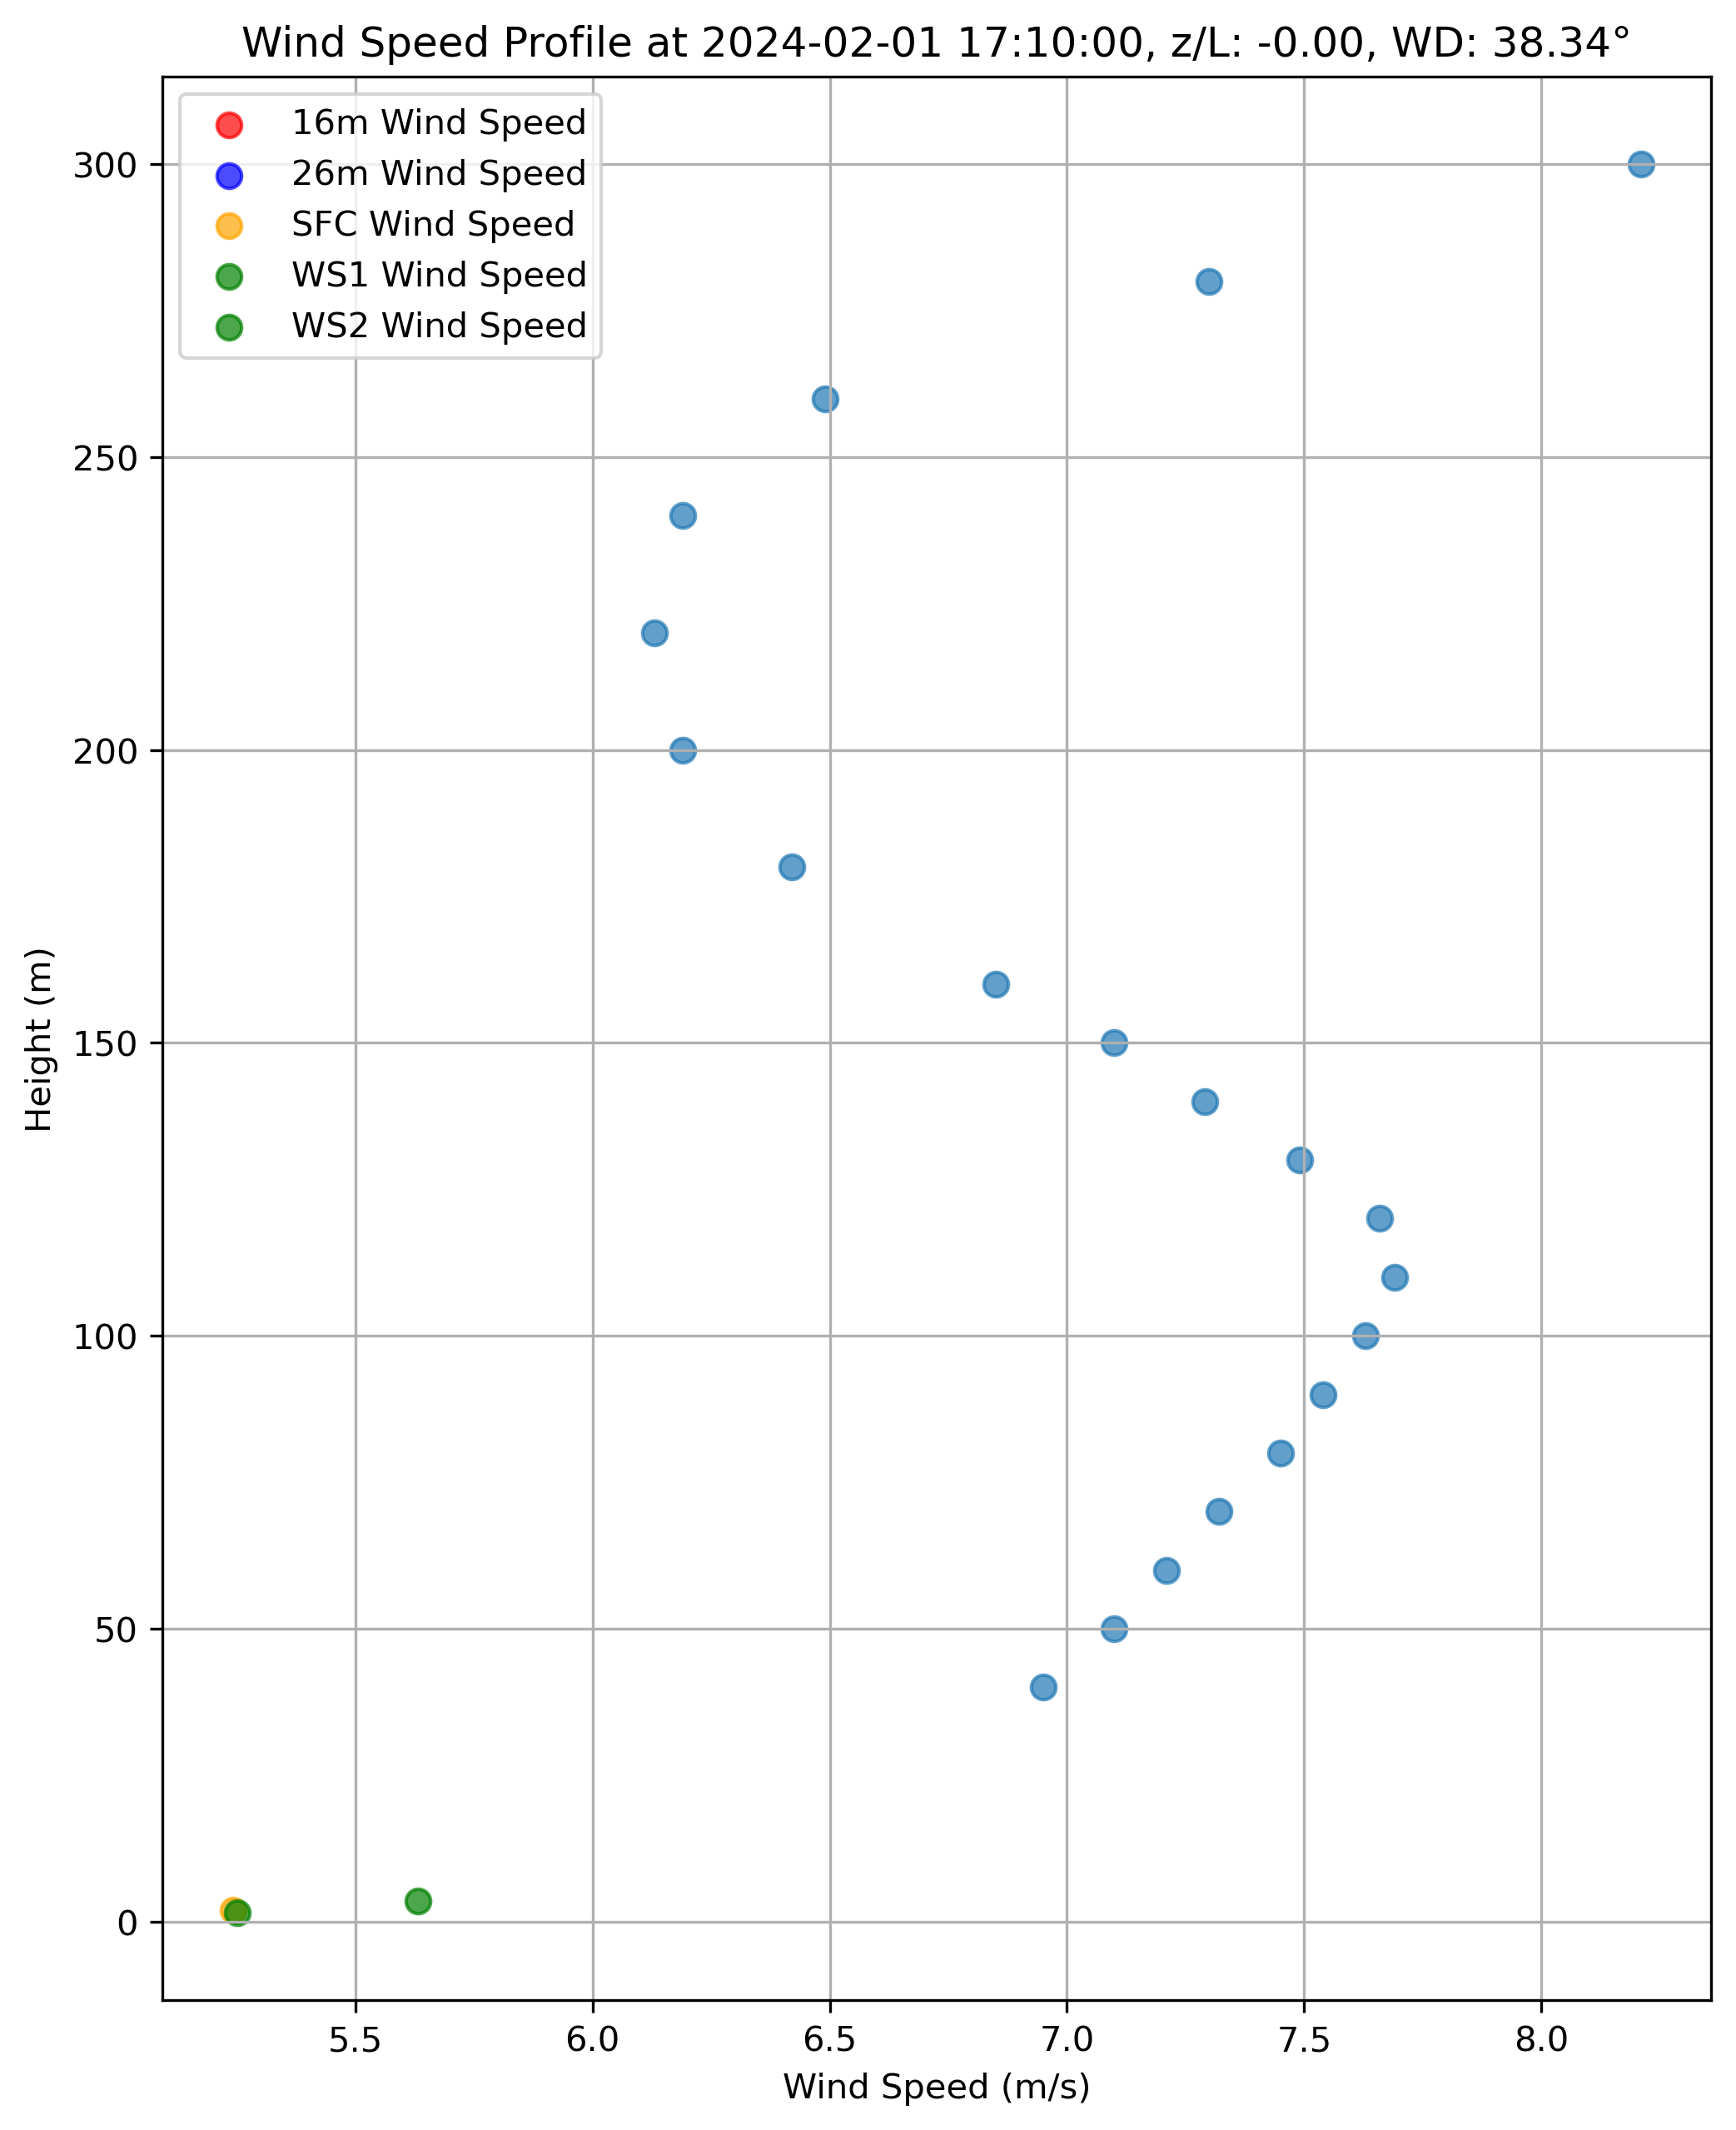 Wind Speed Profile at 2024-02-01 17:10:00, z/L: -0.00, WD: 38.34°
16m Wind Speed
26m Wind Speed
SFC Wind Speed
WS1 Wind Speed
WS2 Wind Speed
300
250
200
150
100
50
0
Height (m)
5.5 6.0 6.5 7.0 7.5 8.0
Wind Speed (m/s)